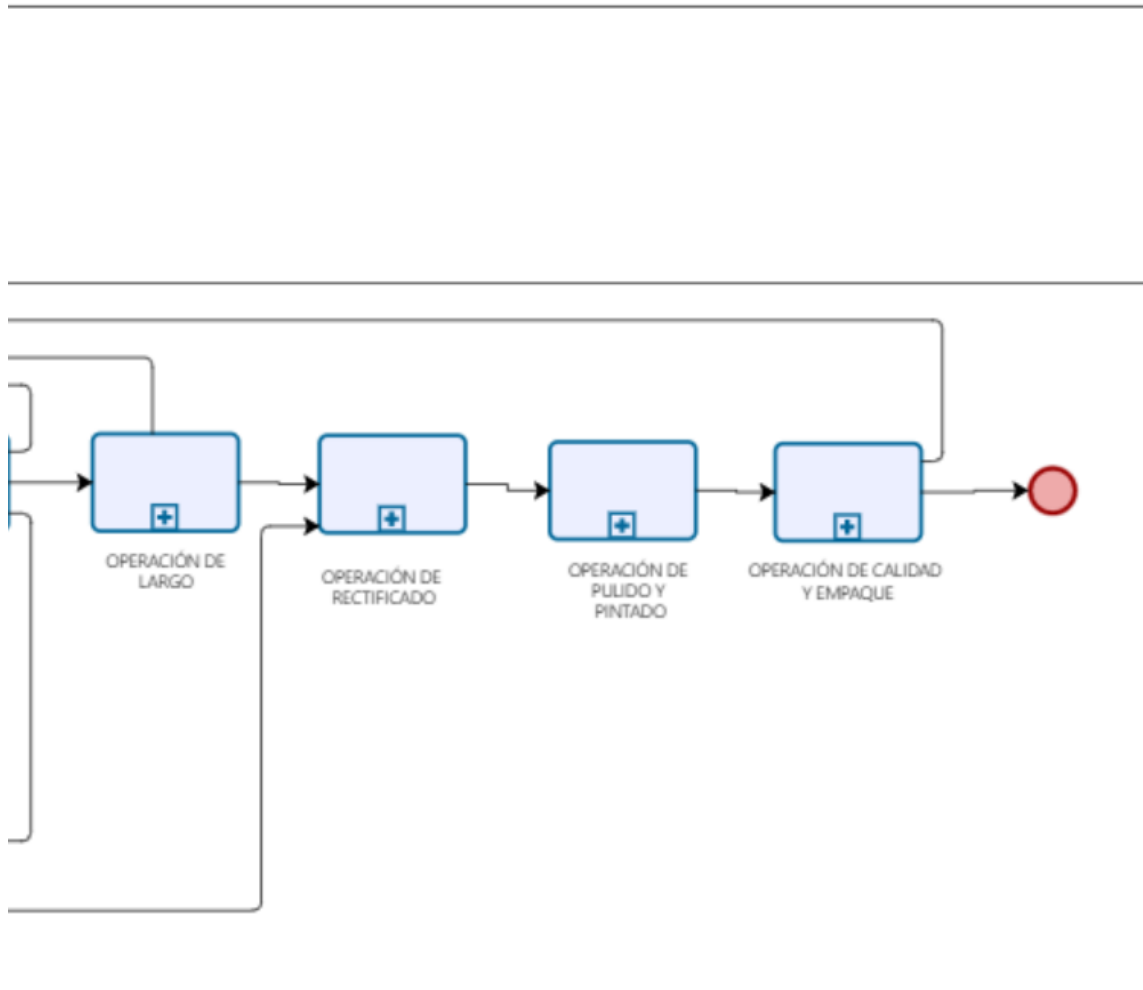 OPERACIÓN DE
LARGO
OPERACIÓN DE
RECTIFICADO
OPERACIÓN DE
PULIDO Y
PINTADO
OPERACIÓN DE CALIDAD
Y EMPAQUE